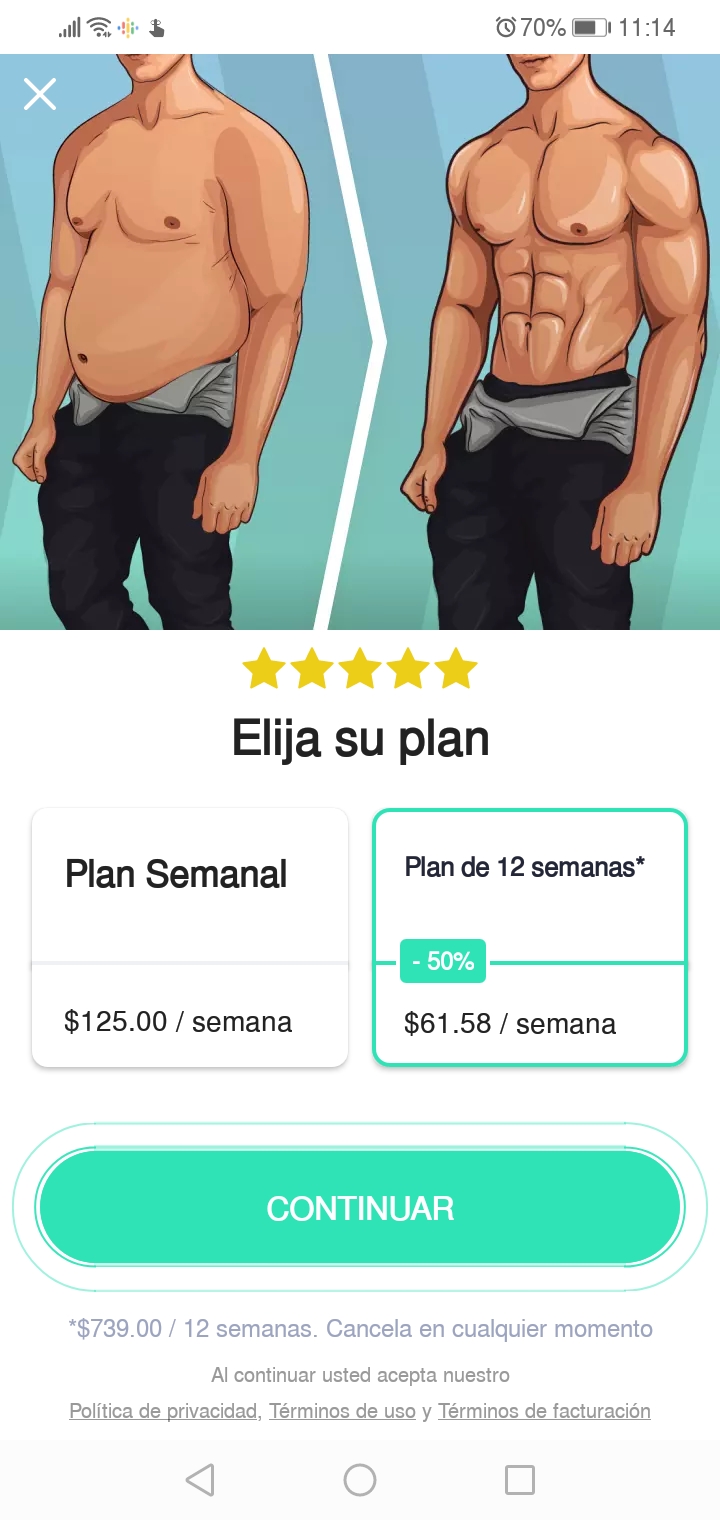 70% 11:14
Elija su plan
Plan Semanal
Plan de 12 semanas*
- 50%
$125.00 / semana
$61.58 / semana
CONTINUAR
*$739.00 / 12 semanas. Cancela en cualquier momento
Al continuar usted acepta nuestro
Política de privacidad, Términos de uso y Términos de facturación